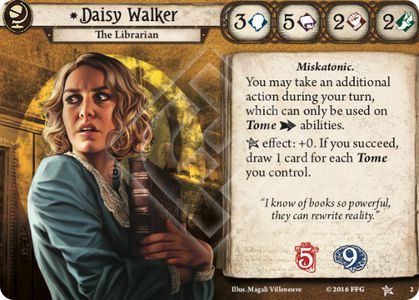 Daisy Walker
The Librarian
3 5 2 2
Miskatonic.
You may take an additional
action during your turn,
which can only be used on
Tome abilities.
effect: +0. If you succeed,
draw 1 card for each Tome
you control.
"I know of books so powerful,
they can rewrite reality."
5 9
Illus. Magali Villeneuve
© 2016 FFG
2